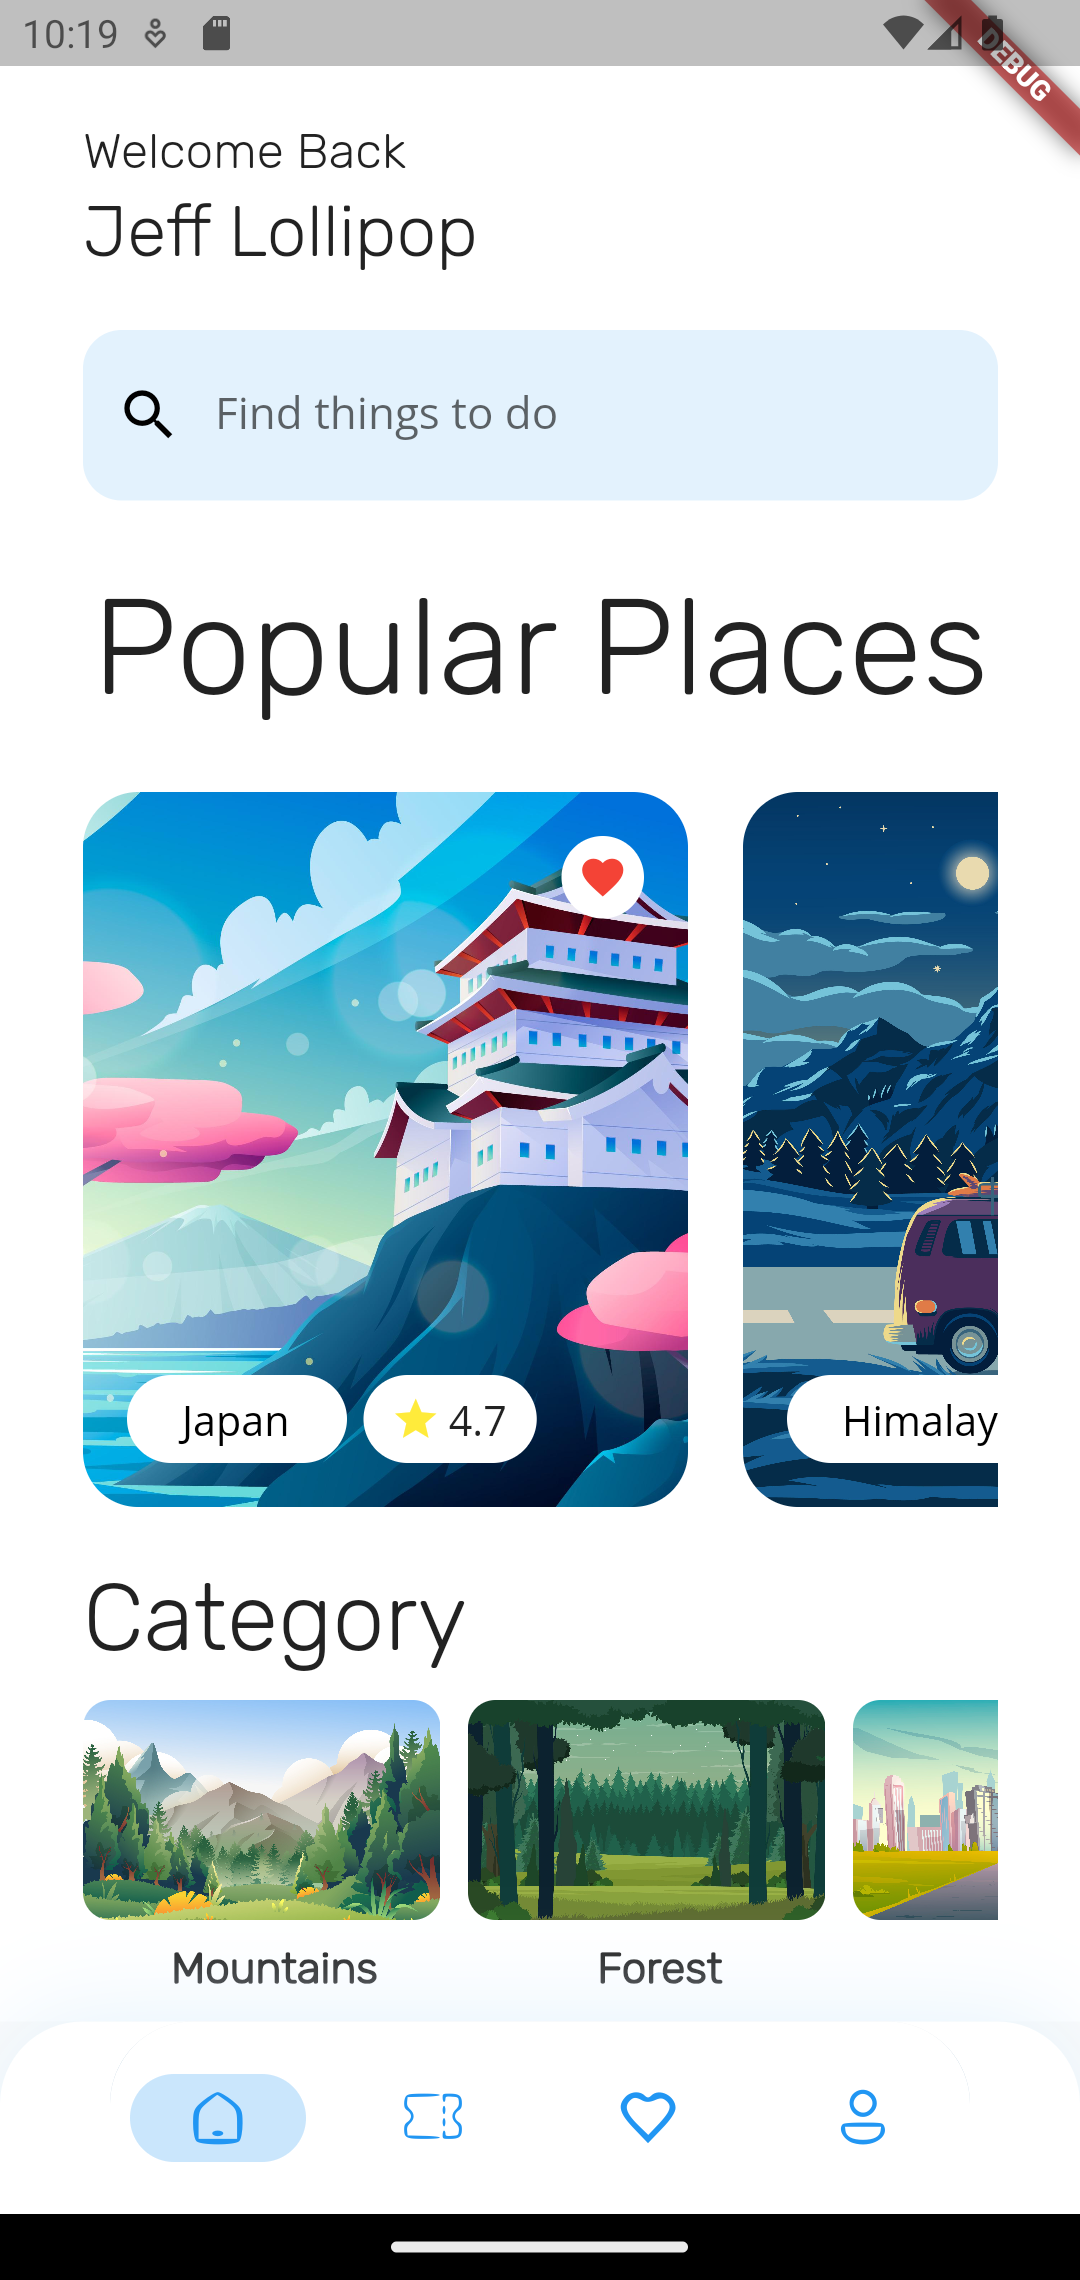 10:19
DEBUG
Welcome Back
Jeff Lollipop
Find things to do
Popular Places
Japan
4.7
Himalay
Category
Mountains
Forest